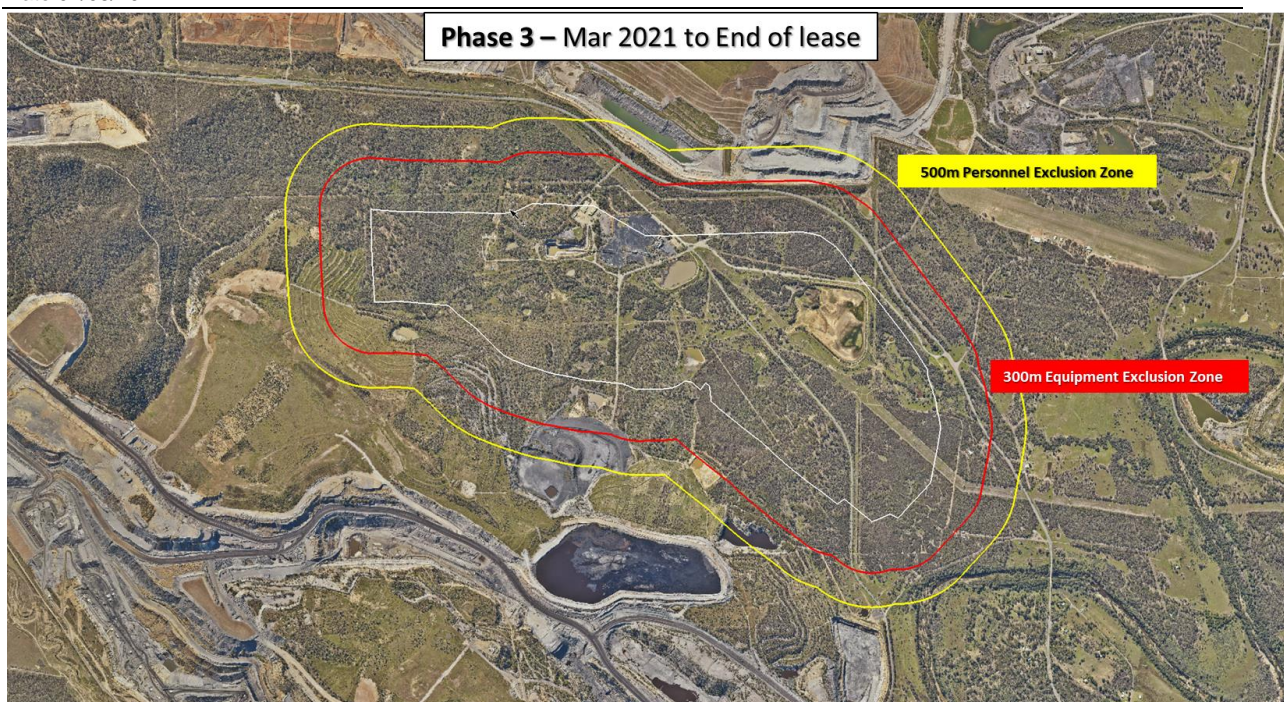 Phase 3 – Mar 2021 to End of lease
500m Personnel Exclusion Zone
300m Equipment Exclusion Zone